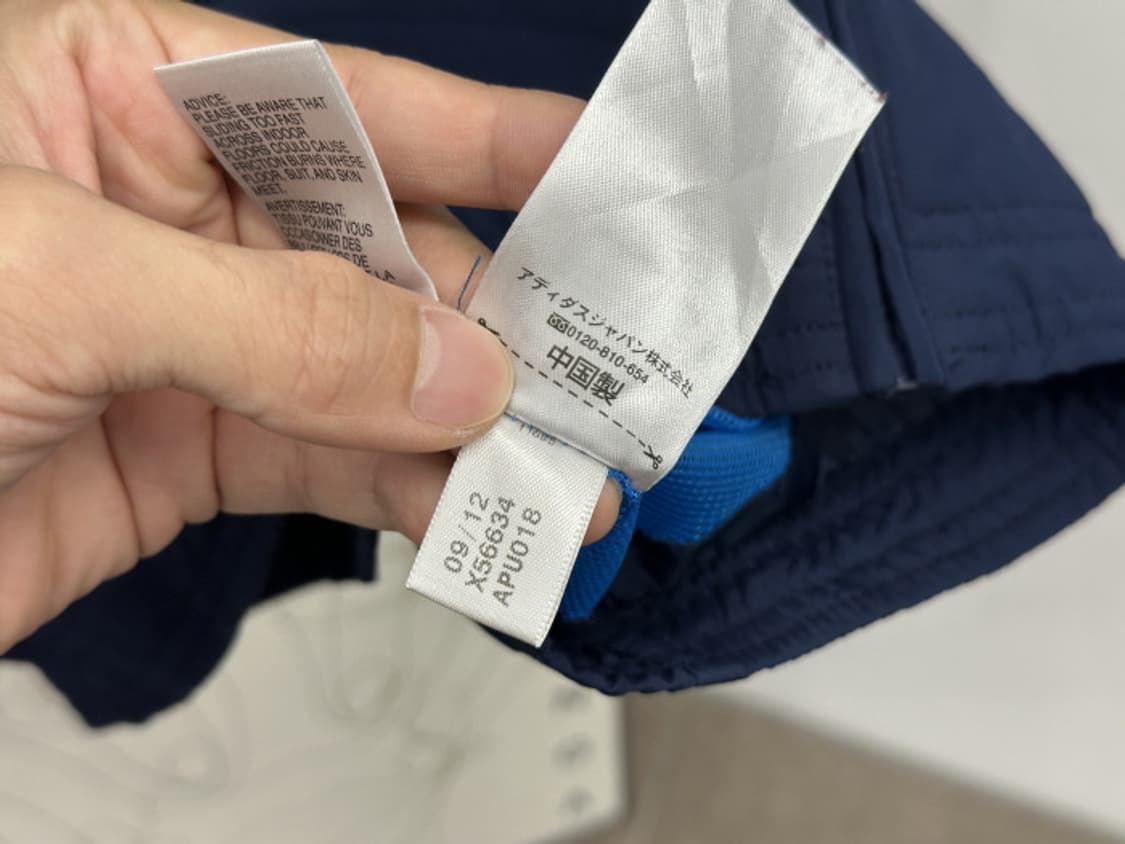 ADVICE:
PLEASE BE AWARE THAT
SLIDING TOO FAST
ACROSS INDOOR
FLOORS COULD CAUSE
FRICTION BURNS WHERE
FLOOR, SUIT, AND SKIN
MEET.
AVERTISSEMENT:
TISSU POUVANT VOUS
OCCASIONNER DES
DE
アディダスジャパン株式会社
0120-810-654
中国製
09/12
X56634
APU018